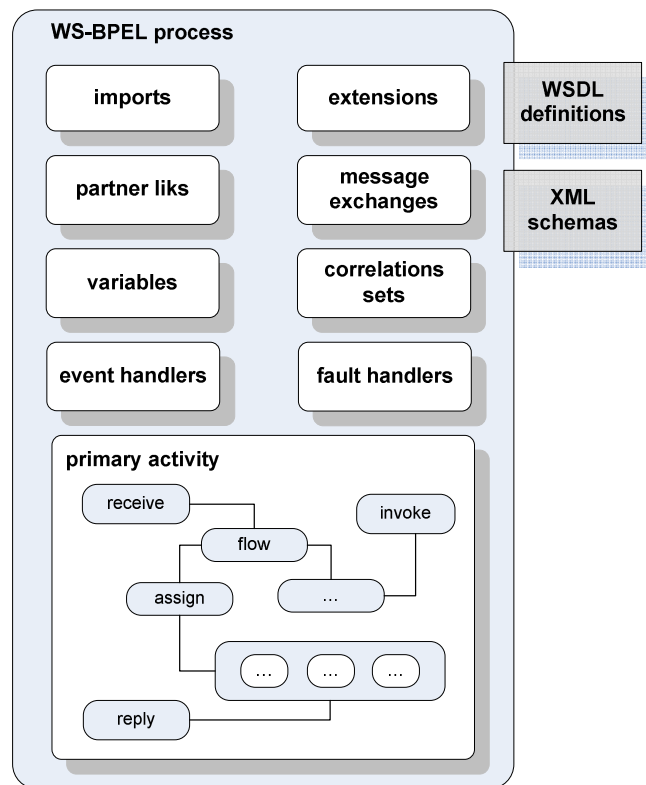 WS-BPEL process
imports
extensions
WSDL
definitions
partner liks
message
exchanges
XML
schemas
variables
correlations
sets
event handlers
fault handlers
primary activity
receive
invoke
flow
assign
...
... ... ...
reply